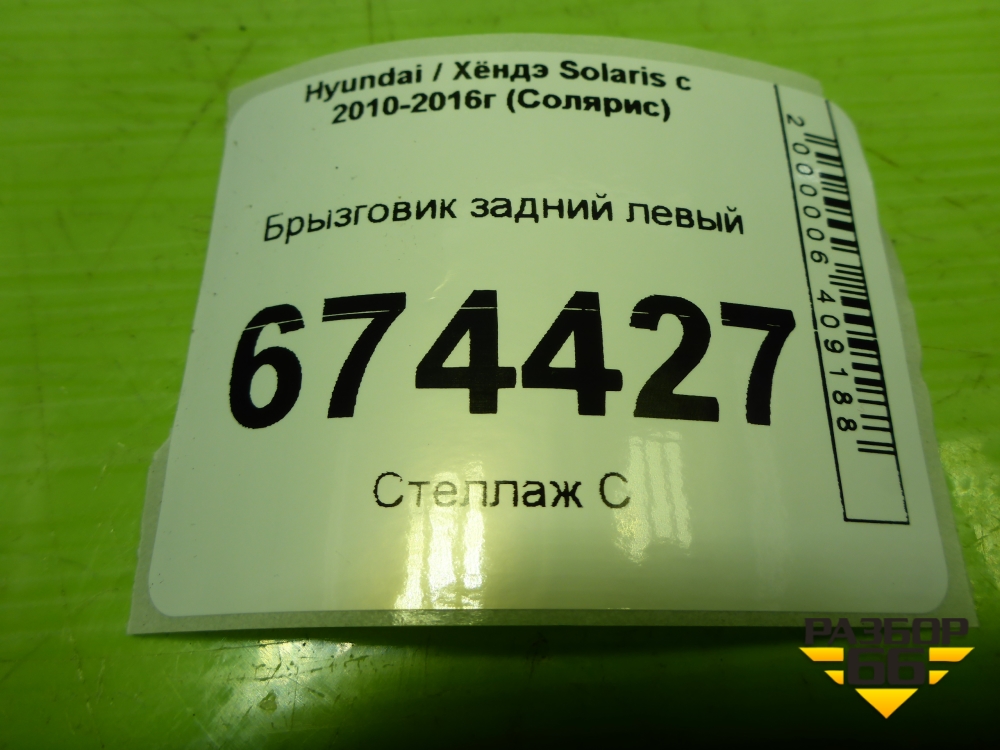 Hyundai / Хёндэ Solaris с
2010-2016г (Солярис)
Брызговик задний левый
674427
Стеллаж С
2000006409188
РАЗБОР
66